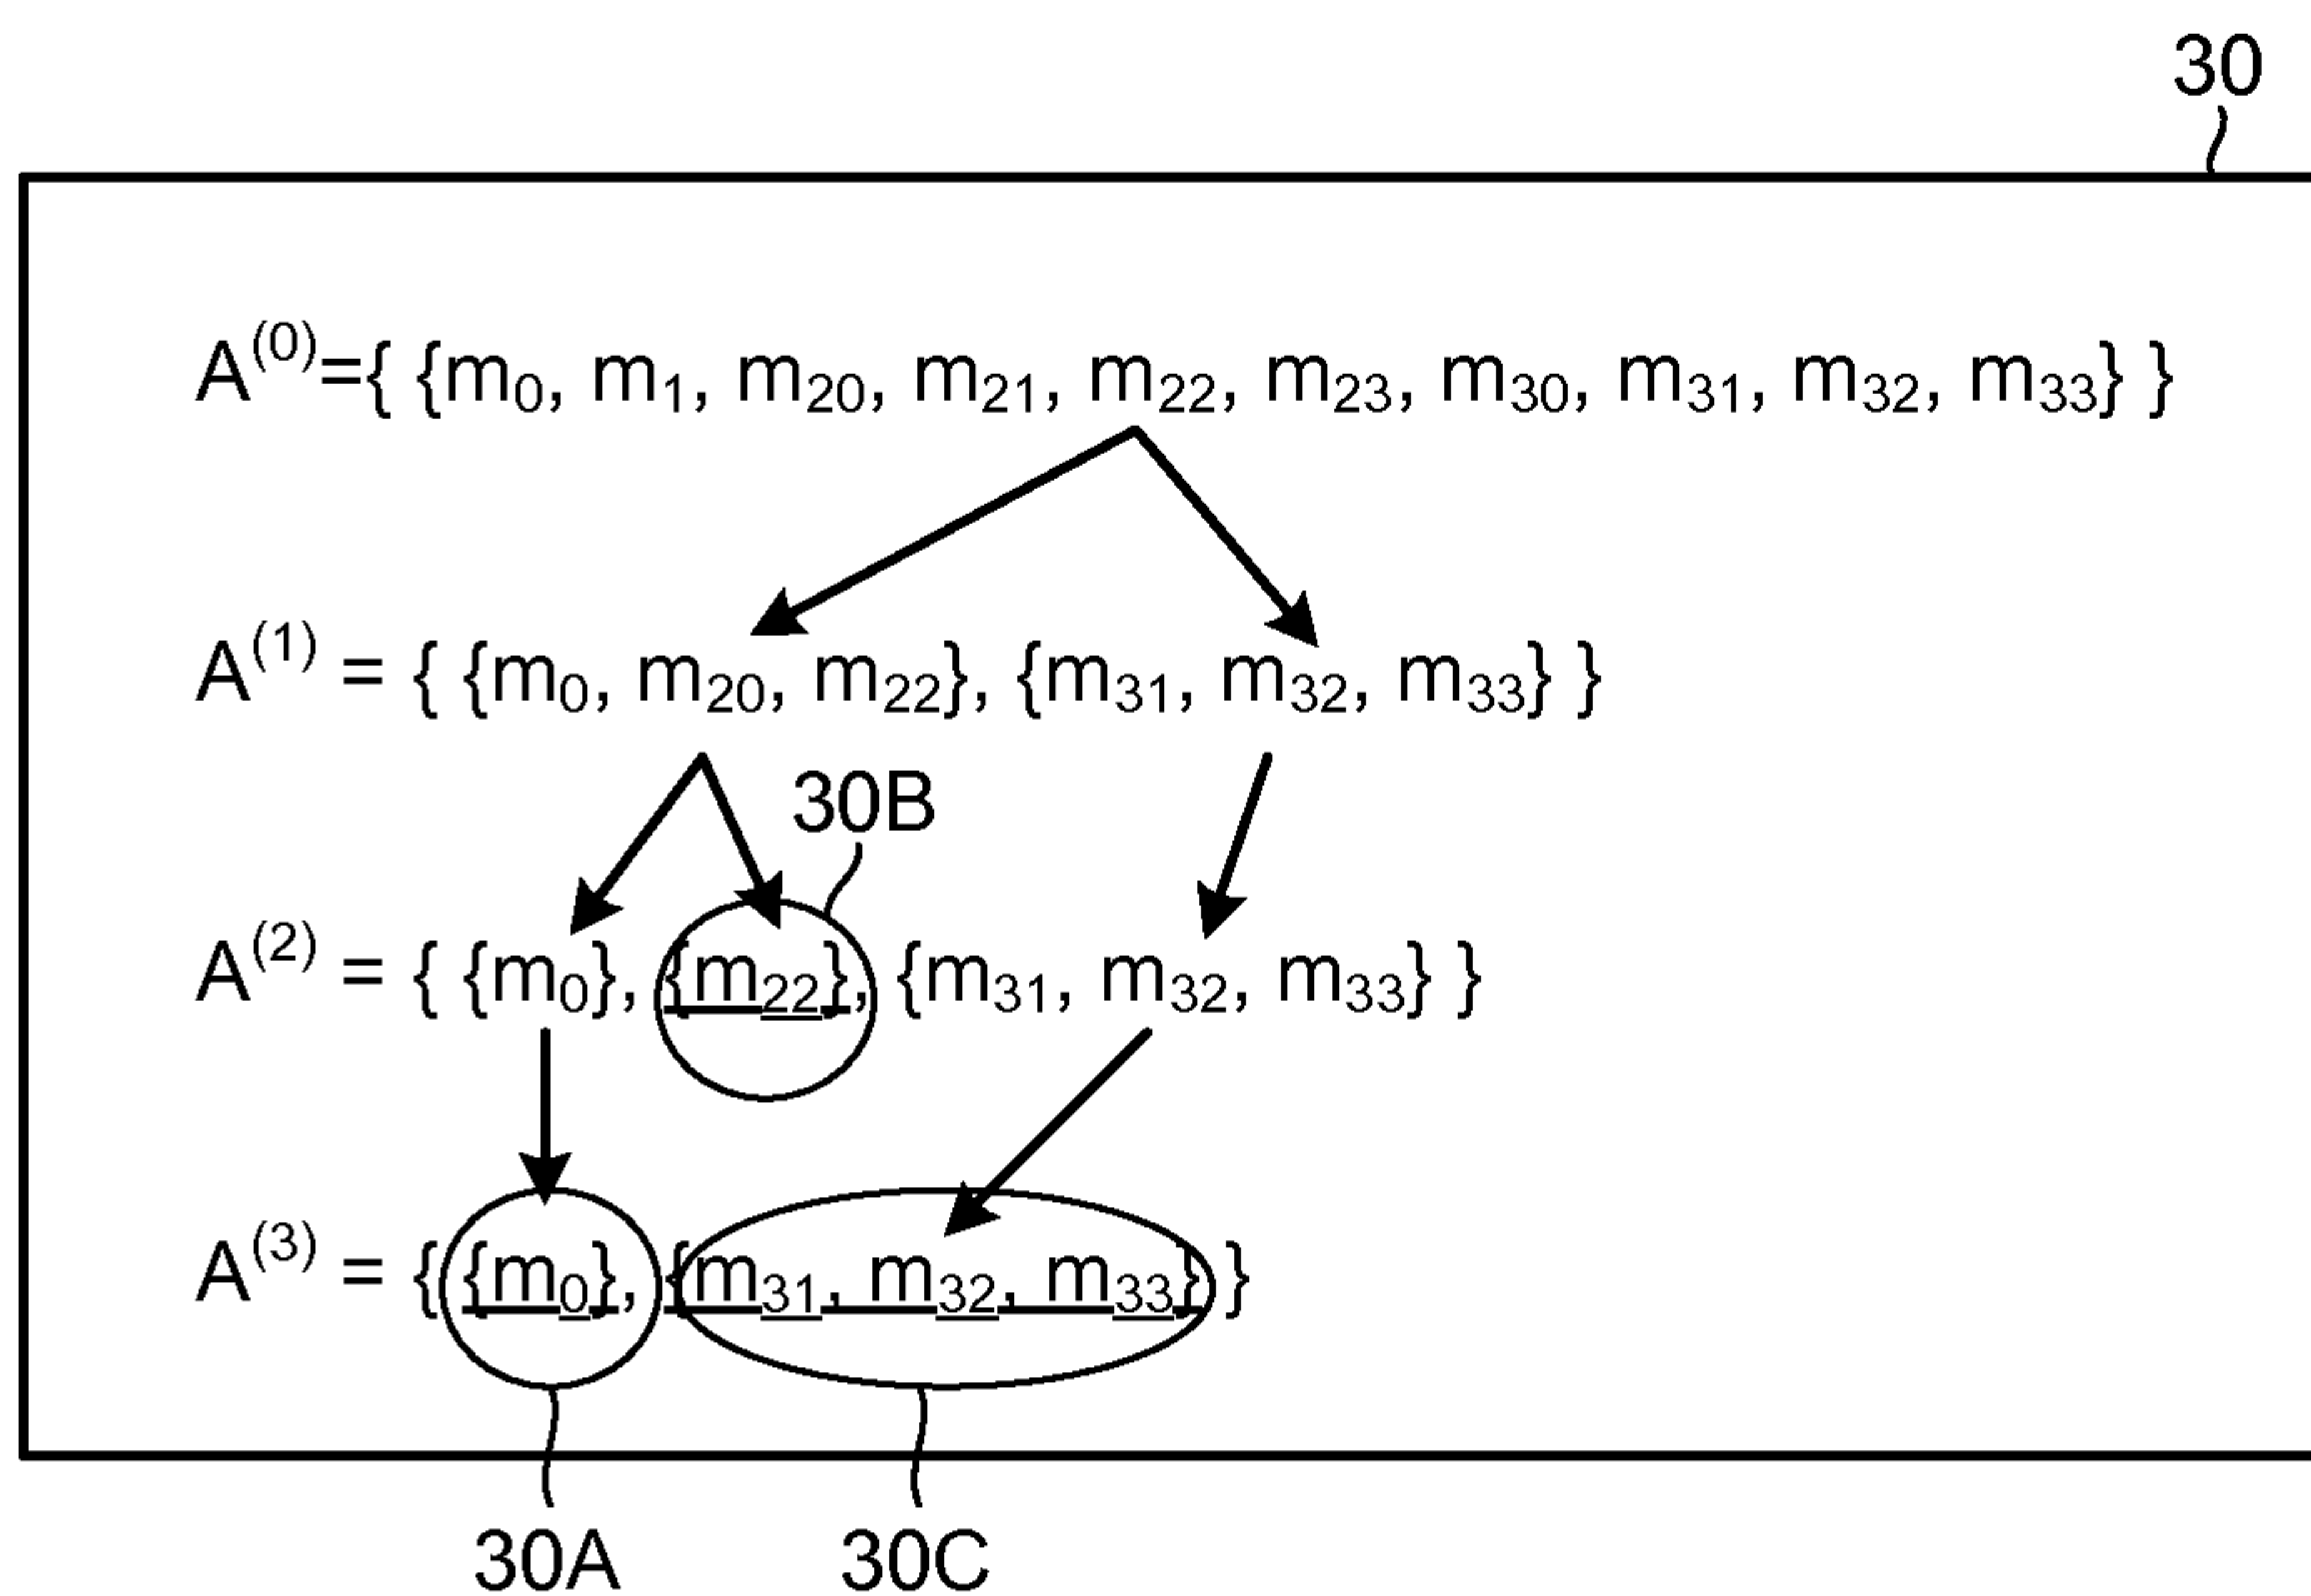 30
A⁽⁰⁾={ {m₀, m₁, m₂₀, m₂₁, m₂₂, m₂₃, m₃₀, m₃₁, m₃₂, m₃₃} }
A⁽¹⁾ = { {m₀, m₂₀, m₂₂}, {m₃₁, m₃₂, m₃₃} }
30B
A⁽²⁾ = { {m₀}, {m₂₂}, {m₃₁, m₃₂, m₃₃} }
A⁽³⁾ = { {m₀}, {m₃₁, m₃₂, m₃₃} }
30A 30C